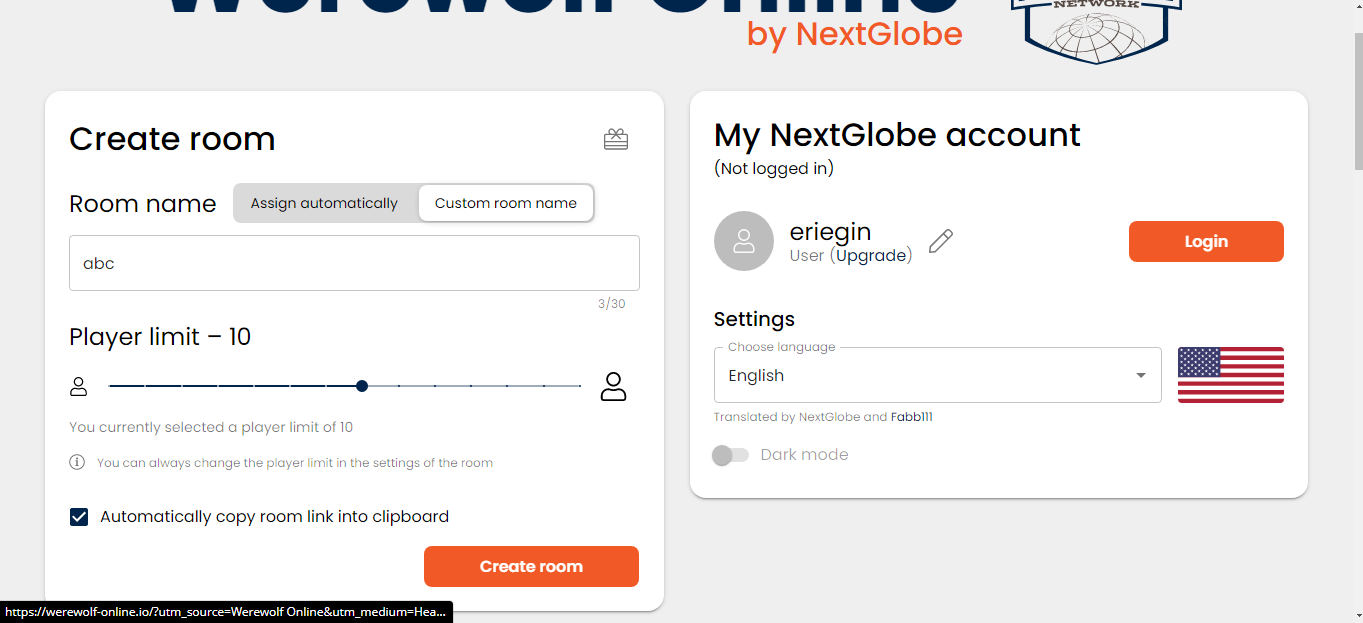 Werewolf Online
by NextGlobe
NETWORK
Create room
Room name
Assign automatically
Custom room name
abc
3/30
Player limit – 10
You currently selected a player limit of 10
You can always change the player limit in the settings of the room
Automatically copy room link into clipboard
Create room
My NextGlobe account
(Not logged in)
eriegin
User (Upgrade)
Login
Settings
Choose language
English
Translated by NextGlobe and Fabb111
Dark mode
https://werewolf-online.io/?utm_source=Werewolf Online&utm_medium=Hea...